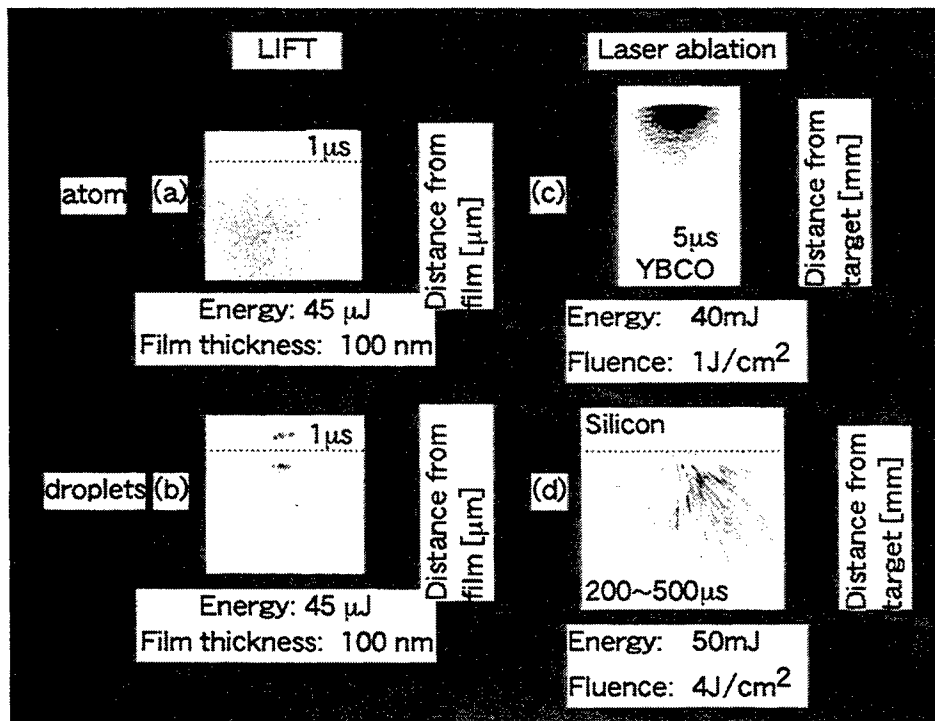 LIFT
Laser ablation
atom
(a)
1μs
Distance from
film [μm]
Energy: 45 μJ
Film thickness: 100 nm
(c)
5μs
YBCO
Distance from
target [mm]
Energy: 40mJ
Fluence: 1J/cm²
droplets
(b)
1μs
Distance from
film [μm]
Energy: 45 μJ
Film thickness: 100 nm
(d)
Silicon
200~500μs
Distance from
target [mm]
Energy: 50mJ
Fluence: 4J/cm²